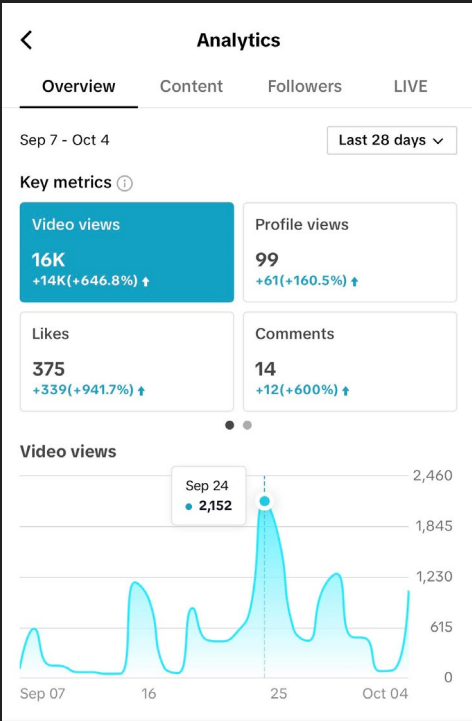 Analytics
Overview Content Followers LIVE
Sep 7 - Oct 4 Last 28 days
Key metrics
Video views
16K
+14K(+646.8%)
Profile views
99
+61(+160.5%)
Likes
375
+339(+941.7%)
Comments
14
+12(+600%)
Video views
2,460
Sep 24
2,152
1,845
1,230
615
0
Sep 07 16 25 Oct 04